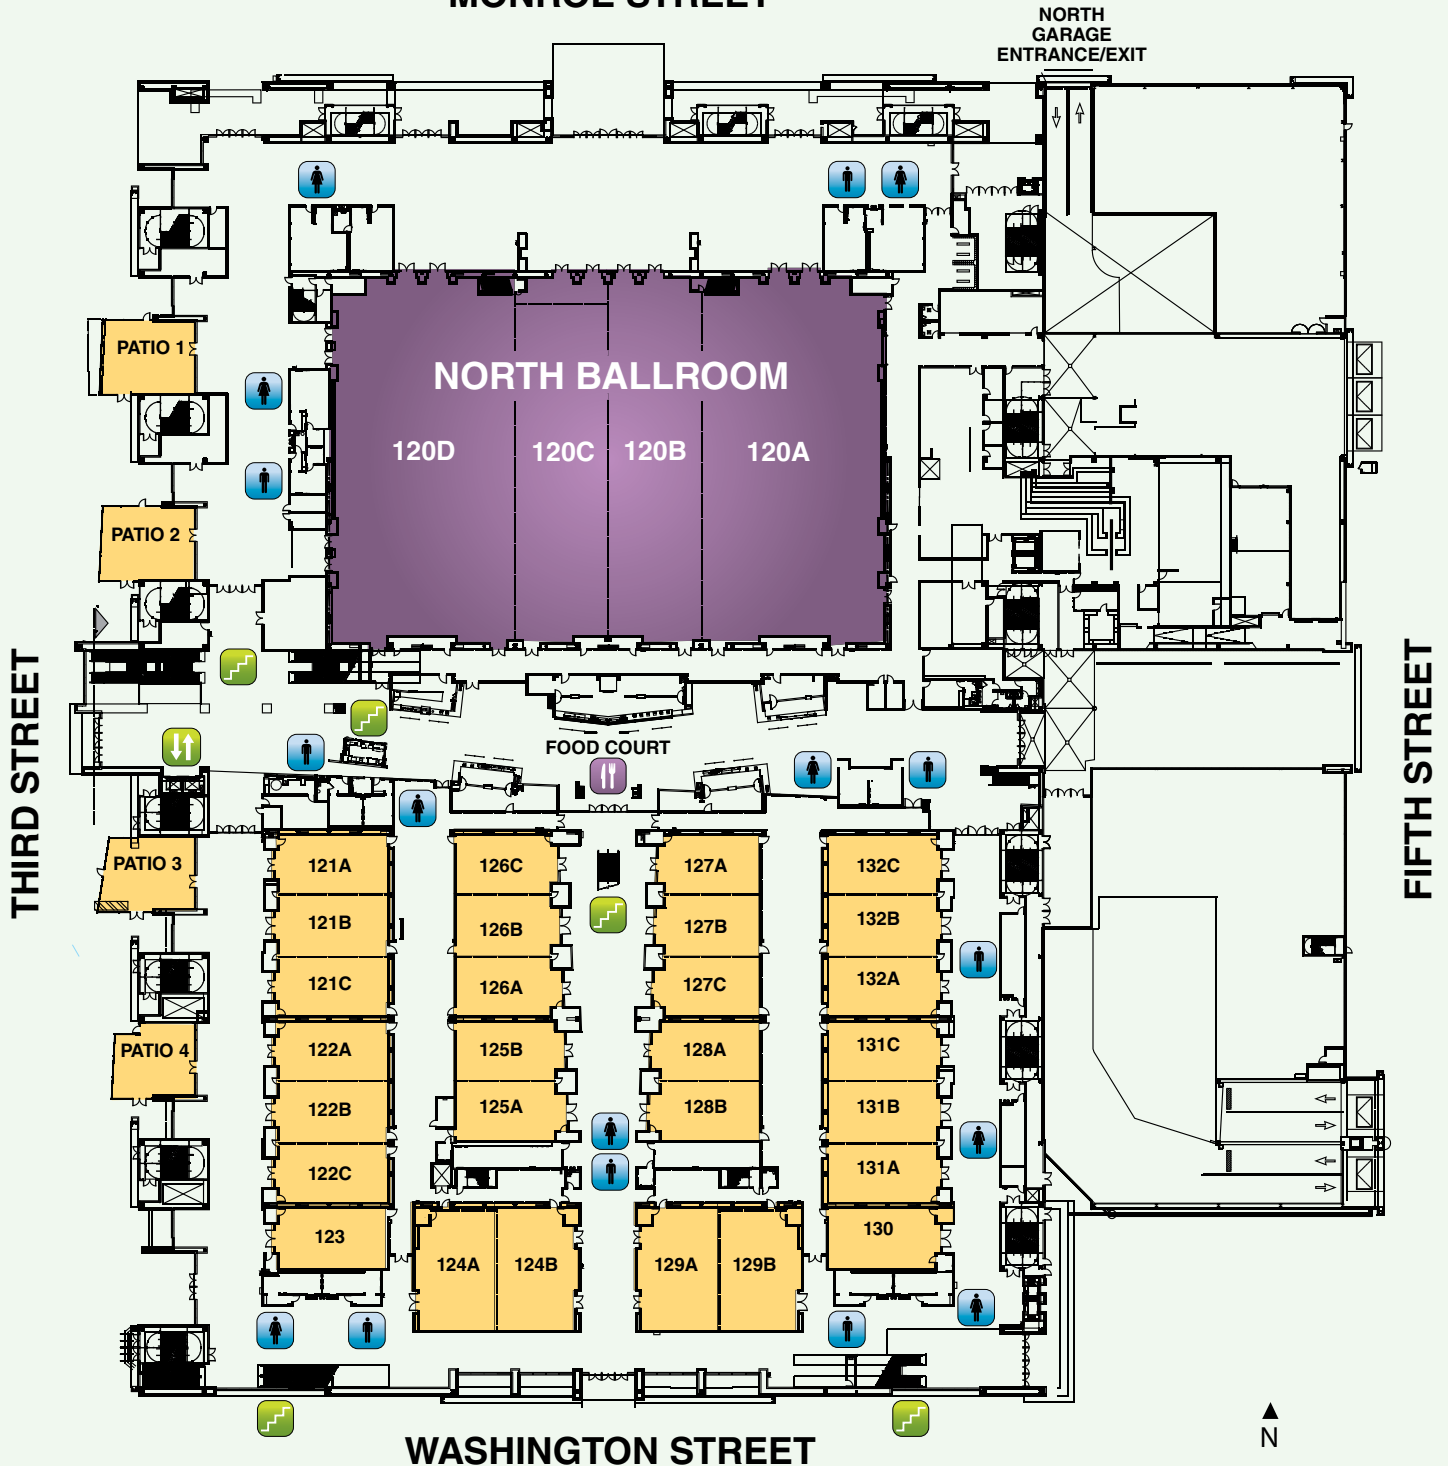 MONROE STREET
NORTH
GARAGE
ENTRANCE/EXIT
PATIO 1
NORTH BALLROOM
120D
120C
120B
120A
PATIO 2
THIRD STREET
FIFTH STREET
FOOD COURT
PATIO 3
121A
126C
127A
132C
121B
126B
127B
132B
121C
126A
127C
132A
PATIO 4
122A
125B
128A
131C
122B
125A
128B
131B
122C
131A
123
130
124A
124B
129A
129B
WASHINGTON STREET
N